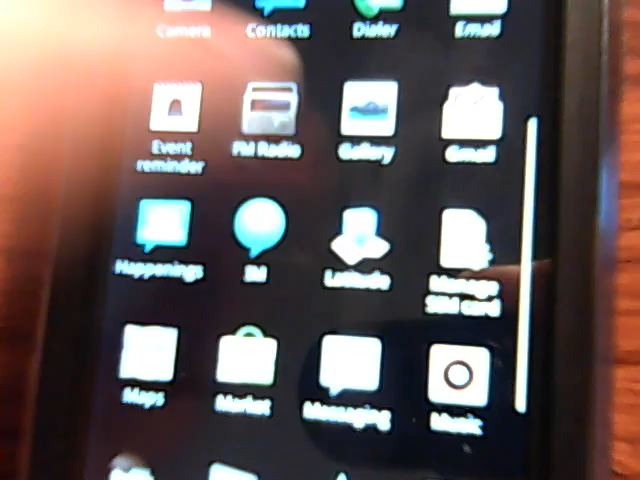 Camera Contacts Dialer Email
Event reminder
FM Radio
Gallery
Gmail
Happenings
IM
Latitude
Manage
SIM card
Maps
Market
Messaging
Music